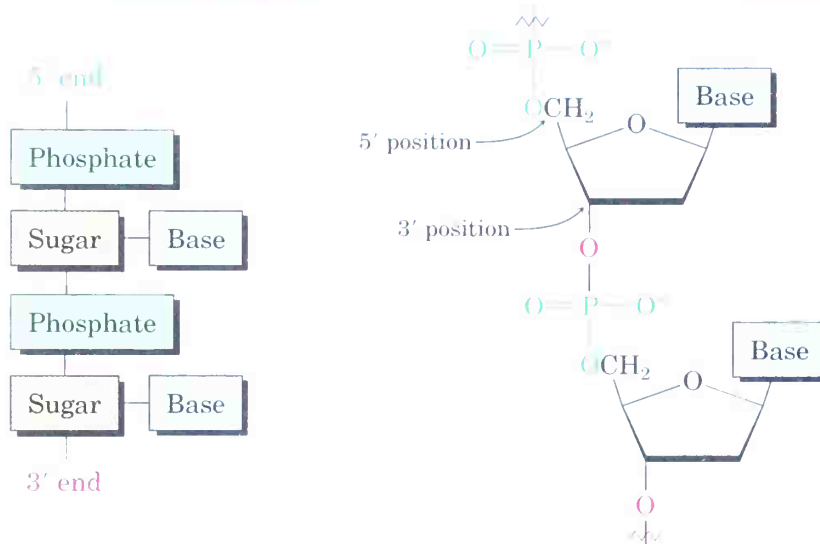 5′ end
Phosphate
Sugar
Base
Phosphate
Sugar
Base
3′ end
O=P—O⁻
OCH₂
O
Base
5′ position
3′ position
O
O=P—O⁻
OCH₂
O
Base
O